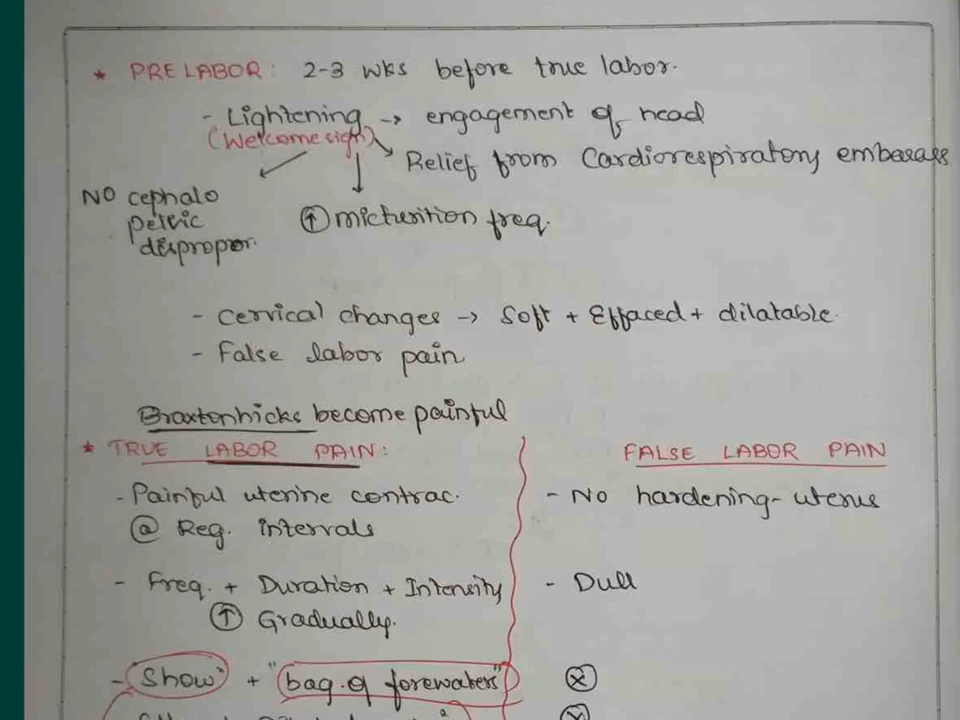 * PRELABOR: 2-3 wks before true labor.
- Lightening → engagement of head
(Welcome sign)
Relief from Cardiorespiratory embarass
NO cephalo
pelvic
dispropor.
↑ micturition freq.
- Cervical changes → Soft + Effaced + dilatable.
- False labor pain
Braxtonhicks become painful
* TRUE LABOR PAIN:
FALSE LABOR PAIN
- Painful uterine contrac.
@ Reg. intervals
- No hardening - uterus
- Freq. + Duration + Intensity
↑ Gradually.
- Dull
- "Show" + "bag of forewaters"
x